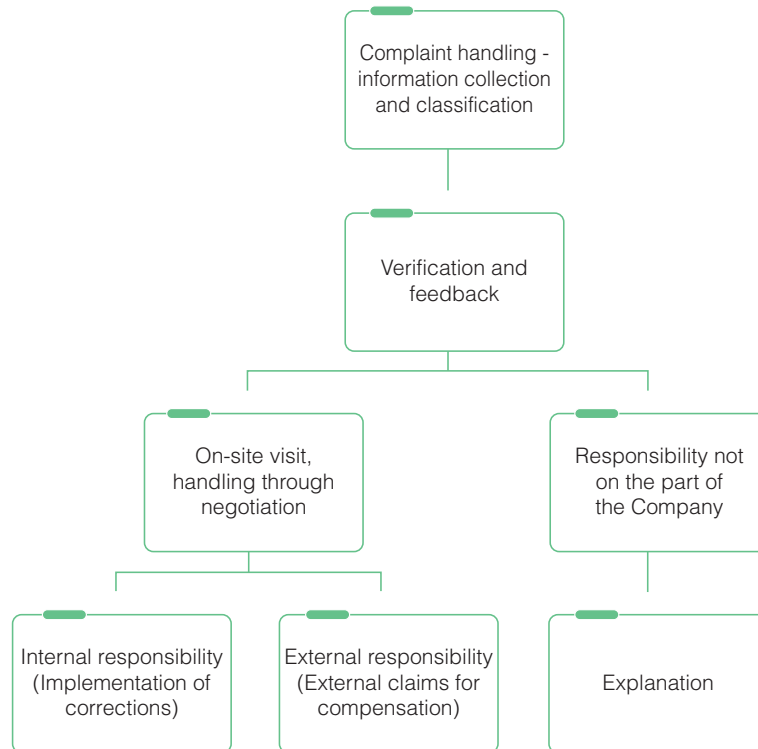 Complaint handling -
information collection
and classification
Verification and
feedback
On-site visit,
handling through
negotiation
Responsibility not
on the part of
the Company
Internal responsibility
(Implementation of
corrections)
External responsibility
(External claims for
compensation)
Explanation